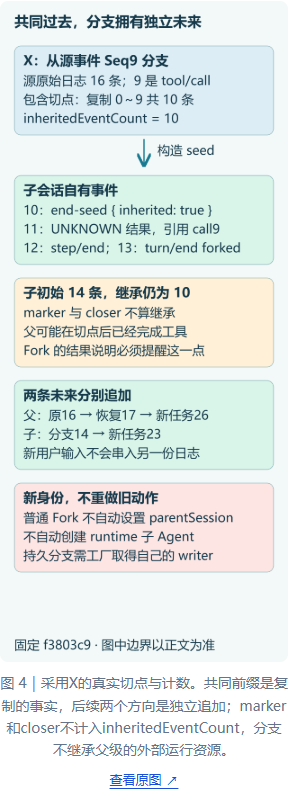 共同过去，分支拥有独立未来
X：从源事件 Seq9 分支
源原始日志 16 条；9 是 tool/call
包含切点：复制 0~9 共 10 条
inheritedEventCount = 10
构造 seed
子会话自有事件
10：end-seed { inherited: true }
11：UNKNOWN 结果，引用 call9
12：step/end；13：turn/end forked
子初始 14 条，继承仍为 10
marker 与 closer 不算继承
父可能在切点后已经完成工具
Fork 的结果说明必须提醒这一点
两条未来分别追加
父：原16 → 恢复17 → 新任务26
子：分支14 → 新任务23
新用户输入不会串入另一份日志
新身份，不重做旧动作
普通 Fork 不自动设置 parentSession
不自动创建 runtime 子 Agent
持久分支需工厂取得自己的 writer
固定 f3803c9 · 图中边界以正文为准
图 4｜采用X的真实切点与计数。共同前缀是复
制的事实，后续两个方向是独立追加；marker
和closer不计入inheritedEventCount，分支
不继承父级的外部运行资源。
查看原图 ↗